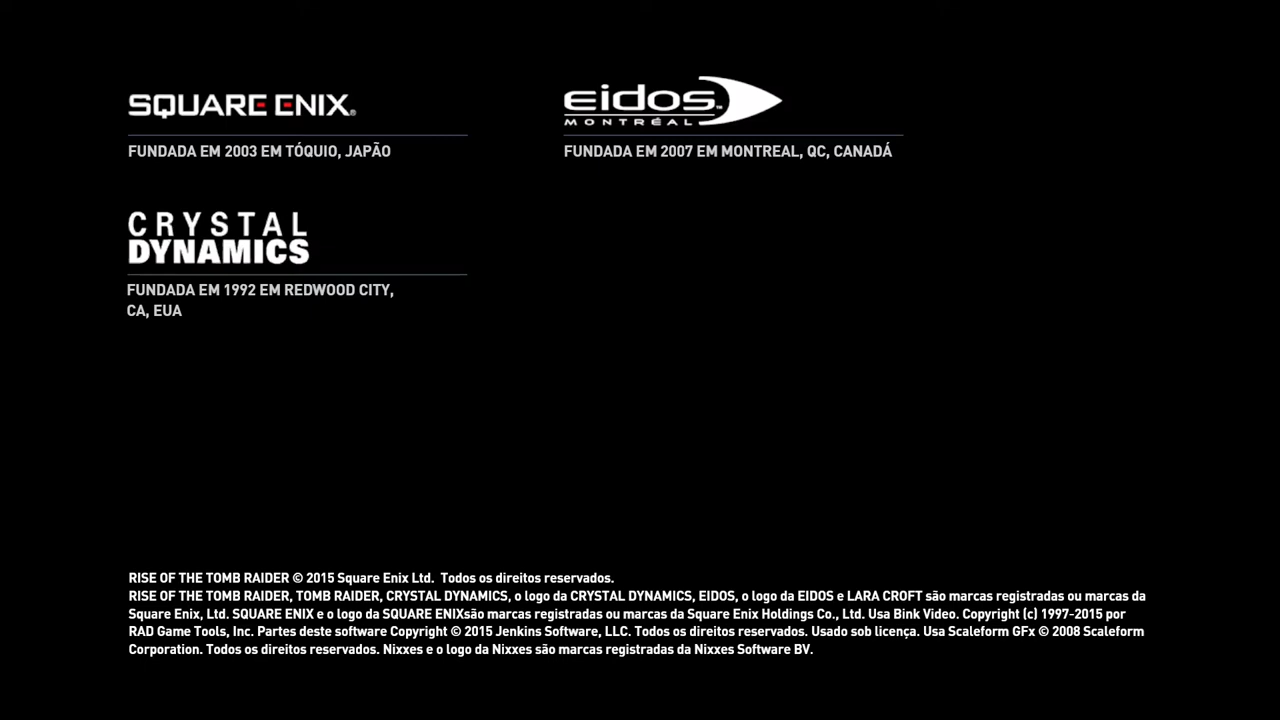 SQUARE ENIX®
FUNDADA EM 2003 EM TÓQUIO, JAPÃO
eidos™
MONTRÉAL
FUNDADA EM 2007 EM MONTREAL, QC, CANADÁ
CRYSTAL
DYNAMICS
FUNDADA EM 1992 EM REDWOOD CITY,
CA, EUA
RISE OF THE TOMB RAIDER © 2015 Square Enix Ltd.  Todos os direitos reservados.
RISE OF THE TOMB RAIDER, TOMB RAIDER, CRYSTAL DYNAMICS, o logo da CRYSTAL DYNAMICS, EIDOS, o logo da EIDOS e LARA CROFT são marcas registradas ou marcas da
Square Enix, Ltd. SQUARE ENIX e o logo da SQUARE ENIXsão marcas registradas ou marcas da Square Enix Holdings Co., Ltd. Usa Bink Video. Copyright (c) 1997-2015 por
RAD Game Tools, Inc. Partes deste software Copyright © 2015 Jenkins Software, LLC. Todos os direitos reservados. Usado sob licença. Usa Scaleform GFx © 2008 Scaleform
Corporation. Todos os direitos reservados. Nixxes e o logo da Nixxes são marcas registradas da Nixxes Software BV.